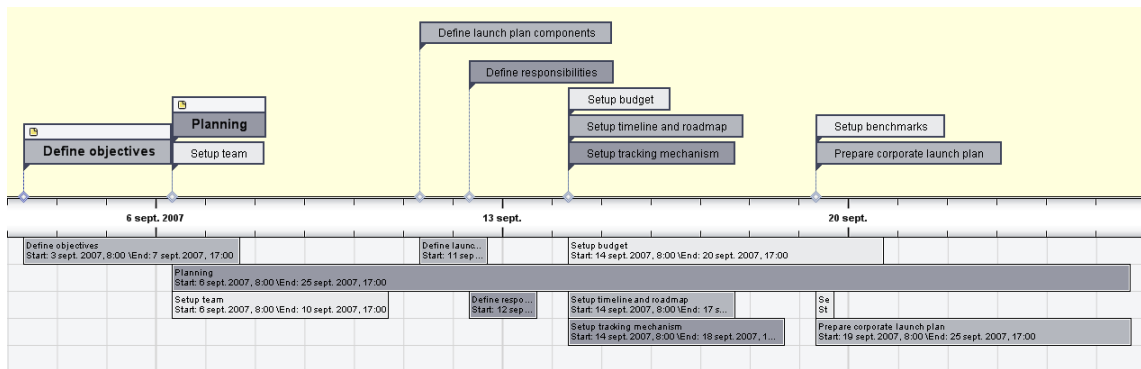 Define launch plan components
Define responsibilities
Setup budget
Planning
Setup timeline and roadmap
Setup benchmarks
Define objectives
Setup team
Setup tracking mechanism
Prepare corporate launch plan
6 sept. 2007
13 sept.
20 sept.
Define objectives
Start: 3 sept. 2007, 8:00 \End: 7 sept. 2007, 17:00
Define launc...
Start: 11 sep...
Setup budget
Start: 14 sept. 2007, 8:00 \End: 20 sept. 2007, 17:00
Planning
Start: 6 sept. 2007, 8:00 \End: 25 sept. 2007, 17:00
Setup team
Start: 6 sept. 2007, 8:00 \End: 10 sept. 2007, 17:00
Define respo...
Start: 12 sep...
Setup timeline and roadmap
Start: 14 sept. 2007, 8:00 \End: 17 s...
Se
St
Setup tracking mechanism
Start: 14 sept. 2007, 8:00 \End: 18 sept. 2007, 1...
Prepare corporate launch plan
Start: 19 sept. 2007, 8:00 \End: 25 sept. 2007, 17:00